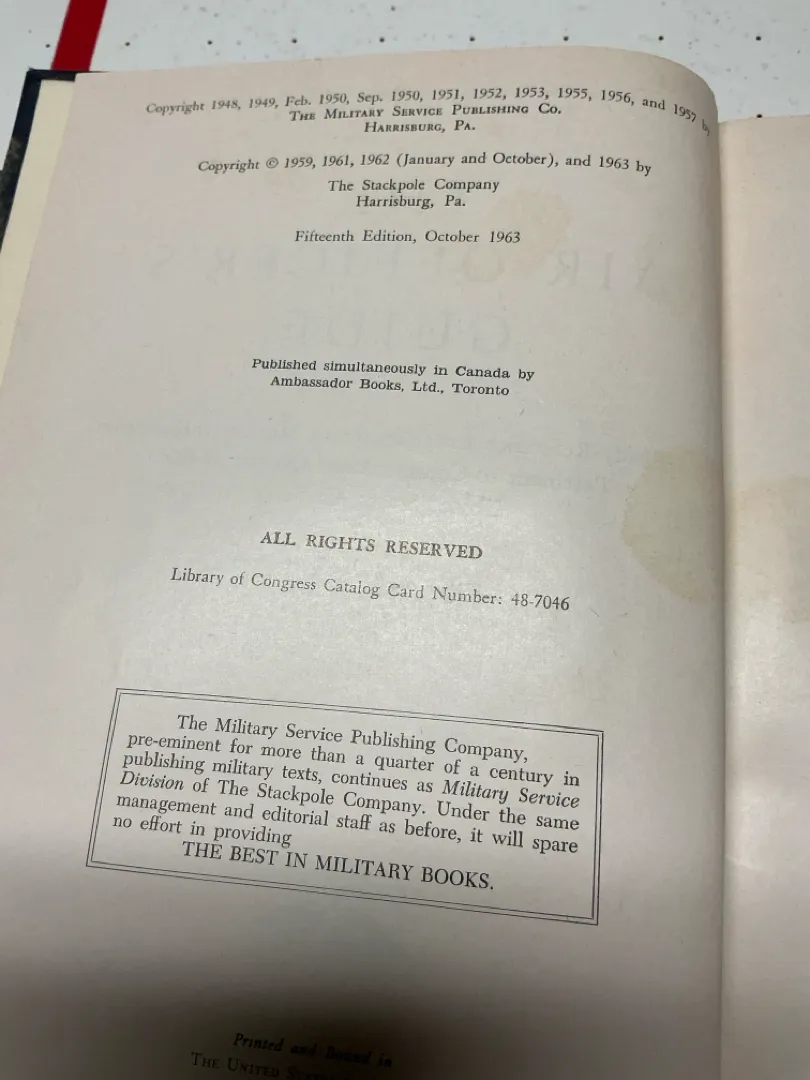 Copyright 1948, 1949, Feb. 1950, Sep. 1950, 1951, 1952, 1953, 1955, 1956, and 1957 by
THE MILITARY SERVICE PUBLISHING CO.
HARRISBURG, PA.
Copyright © 1959, 1961, 1962 (January and October), and 1963 by
The Stackpole Company
Harrisburg, Pa.
Fifteenth Edition, October 1963
Published simultaneously in Canada by
Ambassador Books, Ltd., Toronto
ALL RIGHTS RESERVED
Library of Congress Catalog Card Number: 48-7046
The Military Service Publishing Company,
pre-eminent for more than a quarter of a century in
publishing military texts, continues as Military Service
Division of The Stackpole Company. Under the same
management and editorial staff as before, it will spare
no effort in providing
THE BEST IN MILITARY BOOKS.
Printed and Bound in
THE UNITED